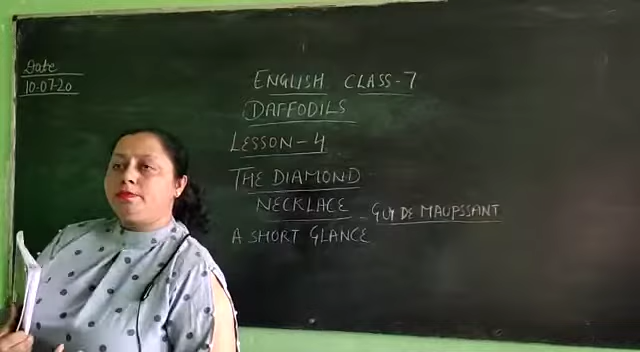 Date
10-07-20
ENGLISH CLASS-7
DAFFODILS
LESSON-4
THE DIAMOND
NECKLACE - GUY DE MAUPSSANT
A SHORT GLANCE